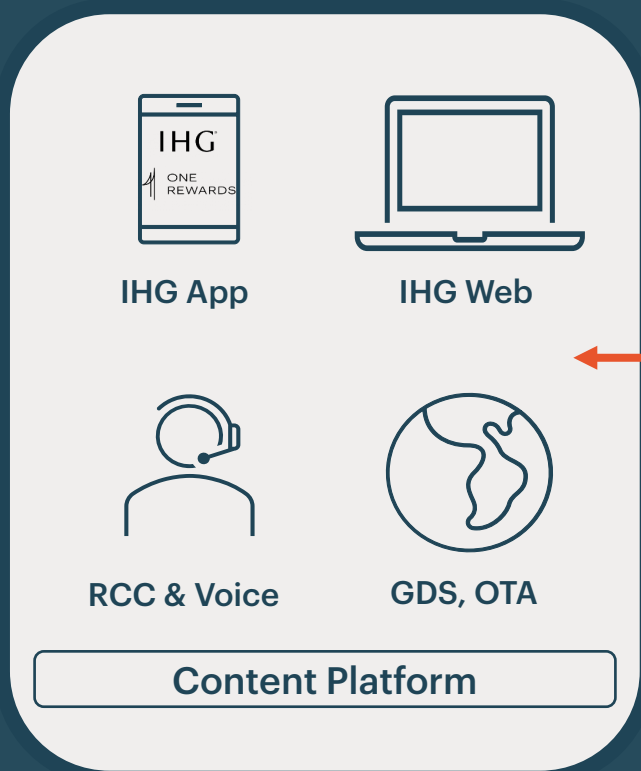 IHG
ONE
REWARDS
IHG App
IHG Web
RCC & Voice
GDS, OTA
Content Platform